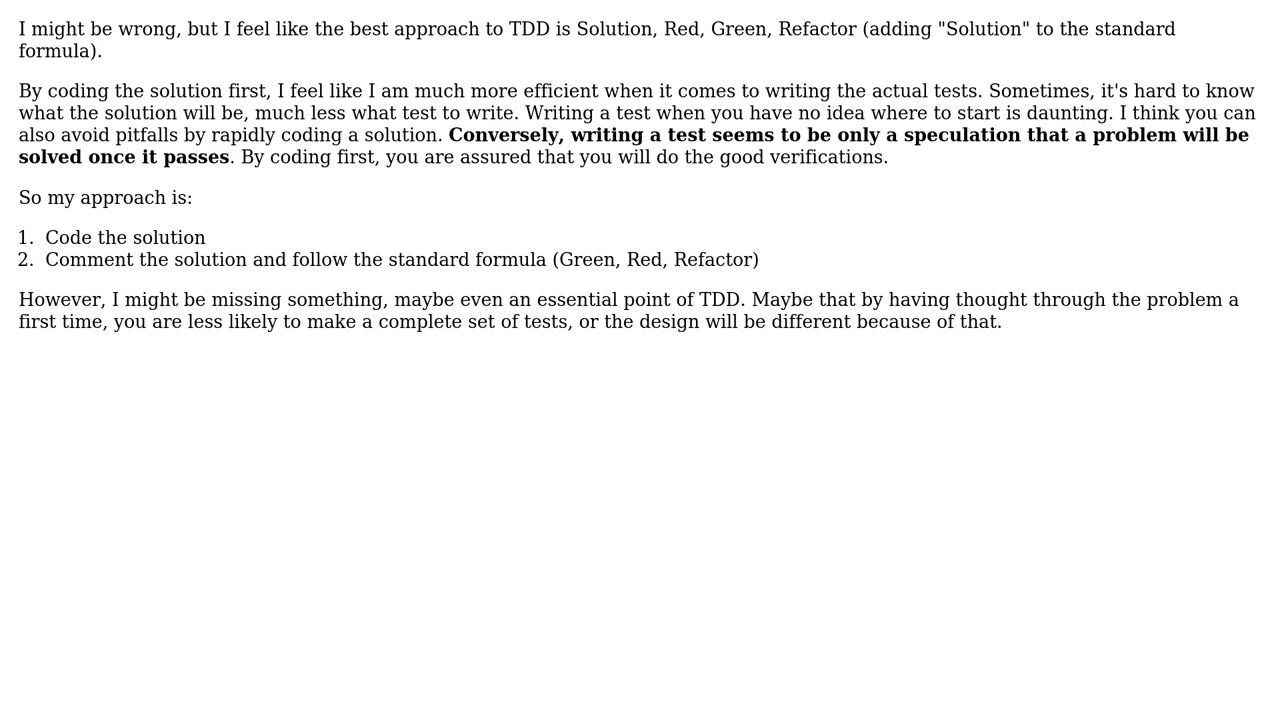 I might be wrong, but I feel like the best approach to TDD is Solution, Red, Green, Refactor (adding "Solution" to the standard
formula).
By coding the solution first, I feel like I am much more efficient when it comes to writing the actual tests. Sometimes, it's hard to know
what the solution will be, much less what test to write. Writing a test when you have no idea where to start is daunting. I think you can
also avoid pitfalls by rapidly coding a solution. Conversely, writing a test seems to be only a speculation that a problem will be
solved once it passes. By coding first, you are assured that you will do the good verifications.
So my approach is:
1. Code the solution
2. Comment the solution and follow the standard formula (Green, Red, Refactor)
However, I might be missing something, maybe even an essential point of TDD. Maybe that by having thought through the problem a
first time, you are less likely to make a complete set of tests, or the design will be different because of that.